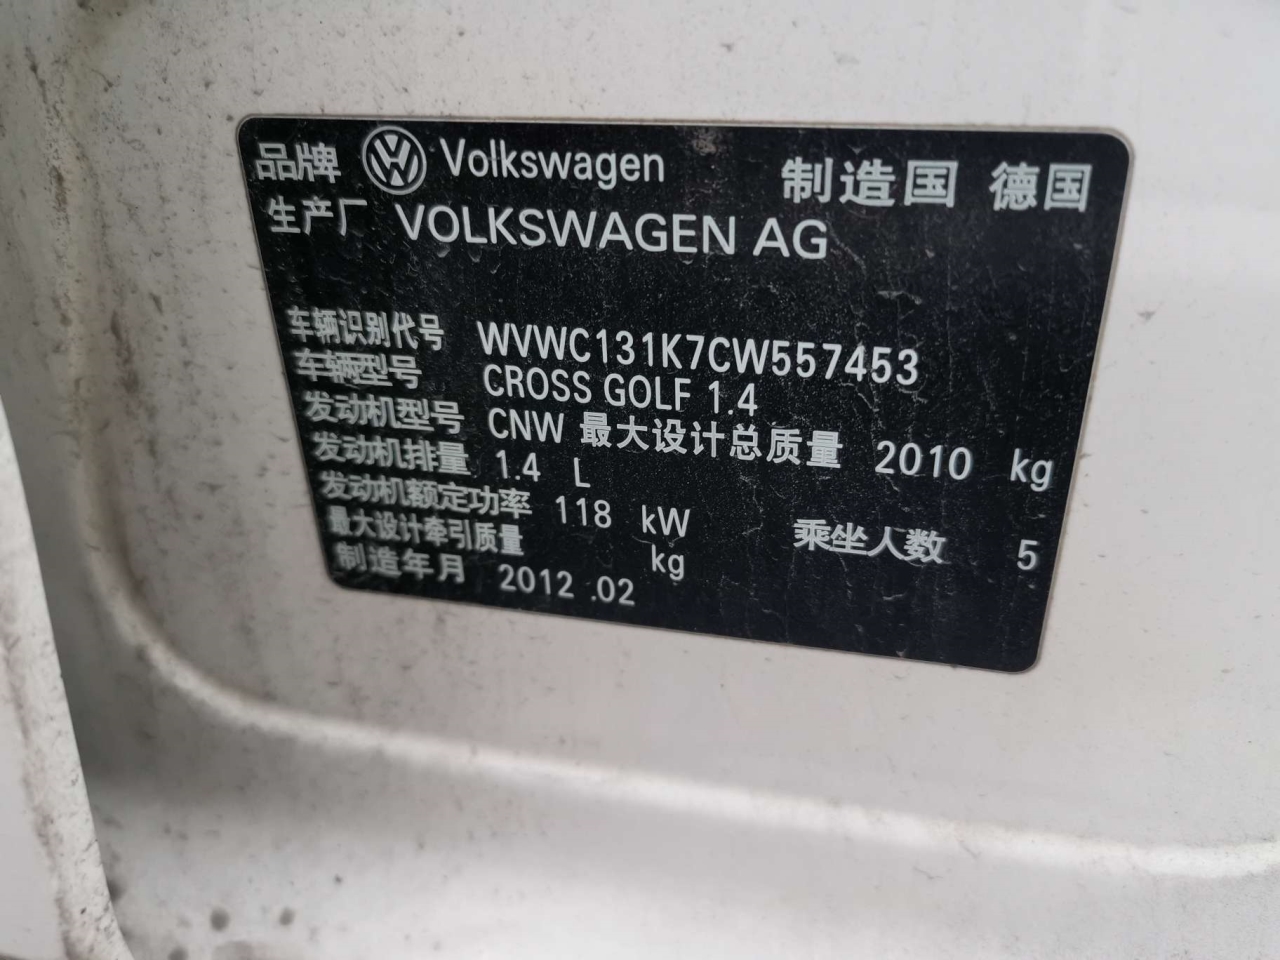 品牌 Volkswagen 制造国 德国
生产厂 VOLKSWAGEN AG
车辆识别代号 WVWC131K7CW557453
车辆型号 CROSS GOLF 1.4
发动机型号 CNW 最大设计总质量 2010 kg
发动机排量 1.4 L
发动机额定功率 118 kW 乘坐人数 5
最大设计牵引质量 kg
制造年月 2012 .02